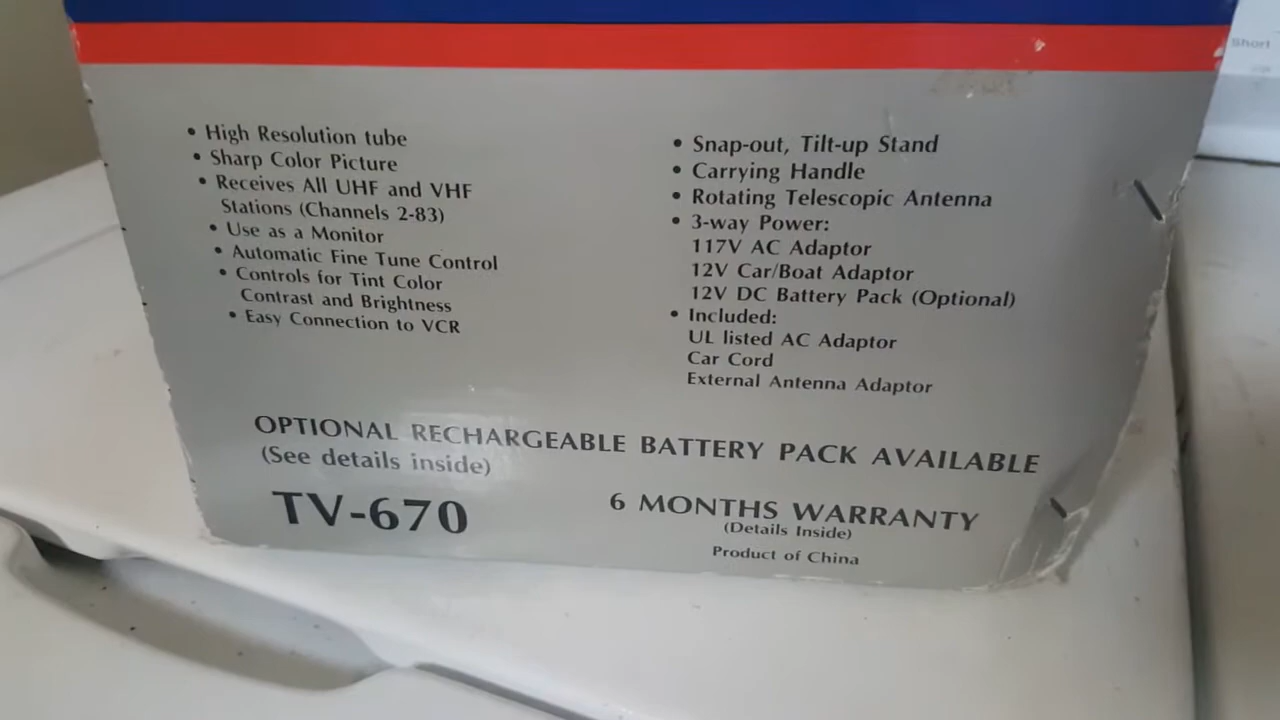 • High Resolution tube
• Sharp Color Picture
• Receives All UHF and VHF
Stations (Channels 2-83)
• Use as a Monitor
• Automatic Fine Tune Control
• Controls for Tint Color
Contrast and Brightness
• Easy Connection to VCR
• Snap-out, Tilt-up Stand
• Carrying Handle
• Rotating Telescopic Antenna
• 3-way Power:
117V AC Adaptor
12V Car/Boat Adaptor
12V DC Battery Pack (Optional)
• Included:
UL listed AC Adaptor
Car Cord
External Antenna Adaptor
OPTIONAL RECHARGEABLE BATTERY PACK AVAILABLE
(See details inside)
TV-670
6 MONTHS WARRANTY
(Details Inside)
Product of China
Short